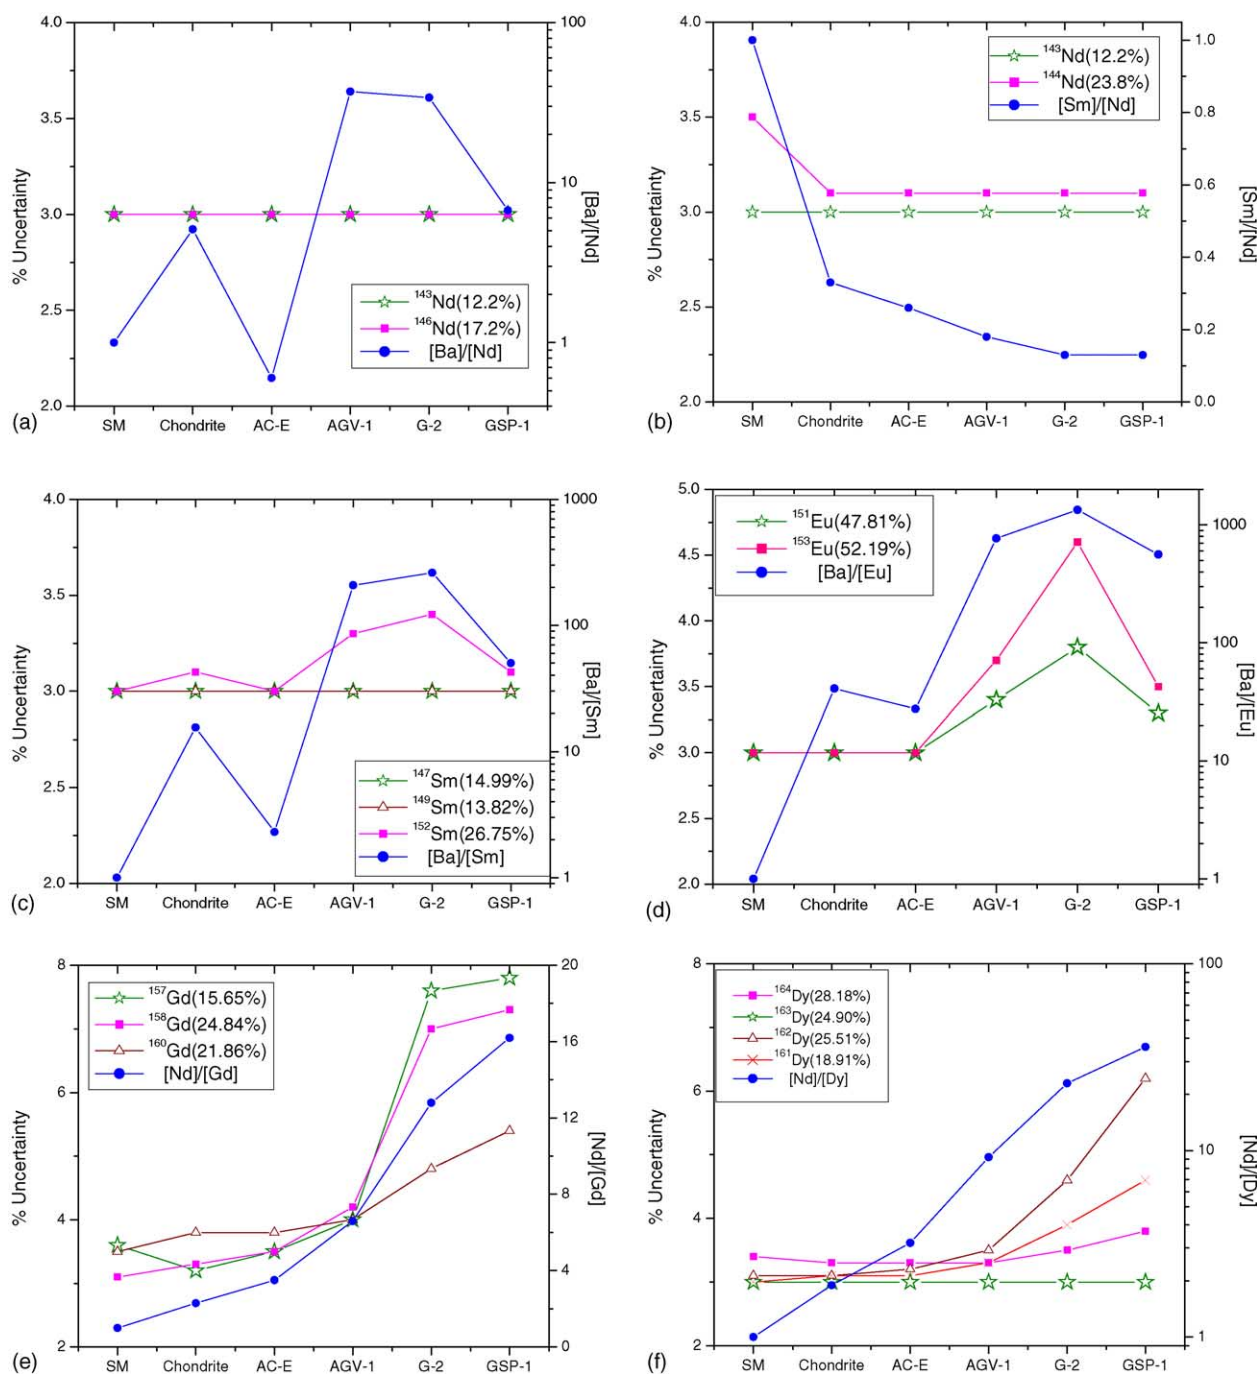 4.0
3.5
3.0
2.5
2.0
% Uncertainty
100
10
1
[Ba]/[Nd]
¹⁴³Nd(12.2%)
¹⁴⁶Nd(17.2%)
[Ba]/[Nd]
SM Chondrite AC-E AGV-1 G-2 GSP-1
(a)
4.0
3.5
3.0
2.5
2.0
% Uncertainty
1.0
0.8
0.6
0.4
0.2
0.0
[Sm]/[Nd]
¹⁴³Nd(12.2%)
¹⁴⁴Nd(23.8%)
[Sm]/[Nd]
SM Chondrite AC-E AGV-1 G-2 GSP-1
(b)
4.0
3.5
3.0
2.5
2.0
% Uncertainty
1000
100
10
1
[Ba]/[Sm]
¹⁴⁷Sm(14.99%)
¹⁴⁹Sm(13.82%)
¹⁵²Sm(26.75%)
[Ba]/[Sm]
SM Chondrite AC-E AGV-1 G-2 GSP-1
(c)
5.0
4.5
4.0
3.5
3.0
2.5
2.0
% Uncertainty
1000
100
10
1
[Ba]/[Eu]
¹⁵¹Eu(47.81%)
¹⁵³Eu(52.19%)
[Ba]/[Eu]
SM Chondrite AC-E AGV-1 G-2 GSP-1
(d)
8
6
4
2
% Uncertainty
20
16
12
8
4
0
[Nd]/[Gd]
¹⁵⁷Gd(15.65%)
¹⁵⁸Gd(24.84%)
¹⁶⁰Gd(21.86%)
[Nd]/[Gd]
SM Chondrite AC-E AGV-1 G-2 GSP-1
(e)
8
6
4
2
% Uncertainty
100
10
1
[Nd]/[Dy]
¹⁶⁴Dy(28.18%)
¹⁶³Dy(24.90%)
¹⁶²Dy(25.51%)
¹⁶¹Dy(18.91%)
[Nd]/[Dy]
SM Chondrite AC-E AGV-1 G-2 GSP-1
(f)